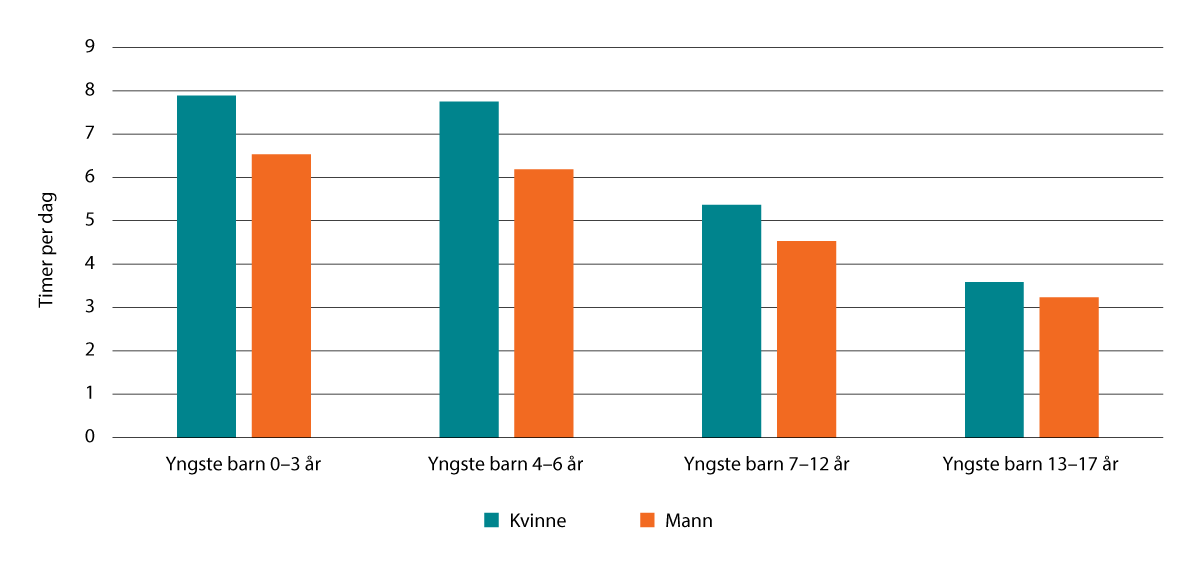 9
8
7
6
5
4
3
2
1
0
Timer per dag
Yngste barn 0–3 år
Yngste barn 4–6 år
Yngste barn 7–12 år
Yngste barn 13–17 år
Kvinne
Mann